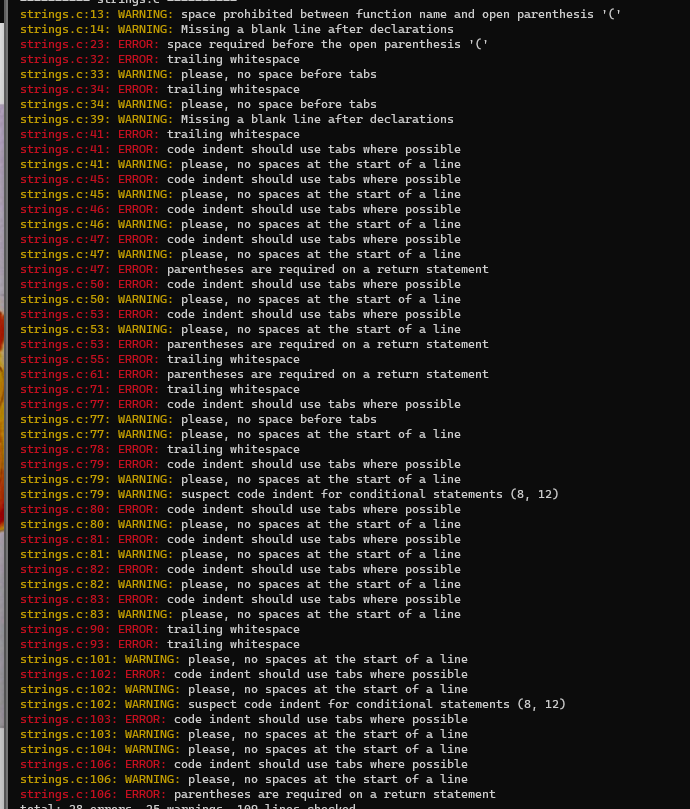 ========== strings.c ==========
strings.c:13: WARNING: space prohibited between function name and open parenthesis '('
strings.c:14: WARNING: Missing a blank line after declarations
strings.c:23: ERROR: space required before the open parenthesis '('
strings.c:32: ERROR: trailing whitespace
strings.c:33: WARNING: please, no space before tabs
strings.c:34: ERROR: trailing whitespace
strings.c:34: WARNING: please, no space before tabs
strings.c:39: WARNING: Missing a blank line after declarations
strings.c:41: ERROR: trailing whitespace
strings.c:41: ERROR: code indent should use tabs where possible
strings.c:41: WARNING: please, no spaces at the start of a line
strings.c:45: ERROR: code indent should use tabs where possible
strings.c:45: WARNING: please, no spaces at the start of a line
strings.c:46: ERROR: code indent should use tabs where possible
strings.c:46: WARNING: please, no spaces at the start of a line
strings.c:47: ERROR: code indent should use tabs where possible
strings.c:47: WARNING: please, no spaces at the start of a line
strings.c:47: ERROR: parentheses are required on a return statement
strings.c:50: ERROR: code indent should use tabs where possible
strings.c:50: WARNING: please, no spaces at the start of a line
strings.c:53: ERROR: code indent should use tabs where possible
strings.c:53: WARNING: please, no spaces at the start of a line
strings.c:53: ERROR: parentheses are required on a return statement
strings.c:55: ERROR: trailing whitespace
strings.c:61: ERROR: parentheses are required on a return statement
strings.c:71: ERROR: trailing whitespace
strings.c:77: ERROR: code indent should use tabs where possible
strings.c:77: WARNING: please, no space before tabs
strings.c:77: WARNING: please, no spaces at the start of a line
strings.c:78: ERROR: trailing whitespace
strings.c:79: ERROR: code indent should use tabs where possible
strings.c:79: WARNING: please, no spaces at the start of a line
strings.c:79: WARNING: suspect code indent for conditional statements (8, 12)
strings.c:80: ERROR: code indent should use tabs where possible
strings.c:80: WARNING: please, no spaces at the start of a line
strings.c:81: ERROR: code indent should use tabs where possible
strings.c:81: WARNING: please, no spaces at the start of a line
strings.c:82: ERROR: code indent should use tabs where possible
strings.c:82: WARNING: please, no spaces at the start of a line
strings.c:83: ERROR: code indent should use tabs where possible
strings.c:83: WARNING: please, no spaces at the start of a line
strings.c:90: ERROR: trailing whitespace
strings.c:93: ERROR: trailing whitespace
strings.c:101: WARNING: please, no spaces at the start of a line
strings.c:102: ERROR: code indent should use tabs where possible
strings.c:102: WARNING: please, no spaces at the start of a line
strings.c:102: WARNING: suspect code indent for conditional statements (8, 12)
strings.c:103: ERROR: code indent should use tabs where possible
strings.c:103: WARNING: please, no spaces at the start of a line
strings.c:104: WARNING: please, no spaces at the start of a line
strings.c:106: ERROR: code indent should use tabs where possible
strings.c:106: WARNING: please, no spaces at the start of a line
strings.c:106: ERROR: parentheses are required on a return statement
total: 28 errors, 25 warnings, 109 lines checked